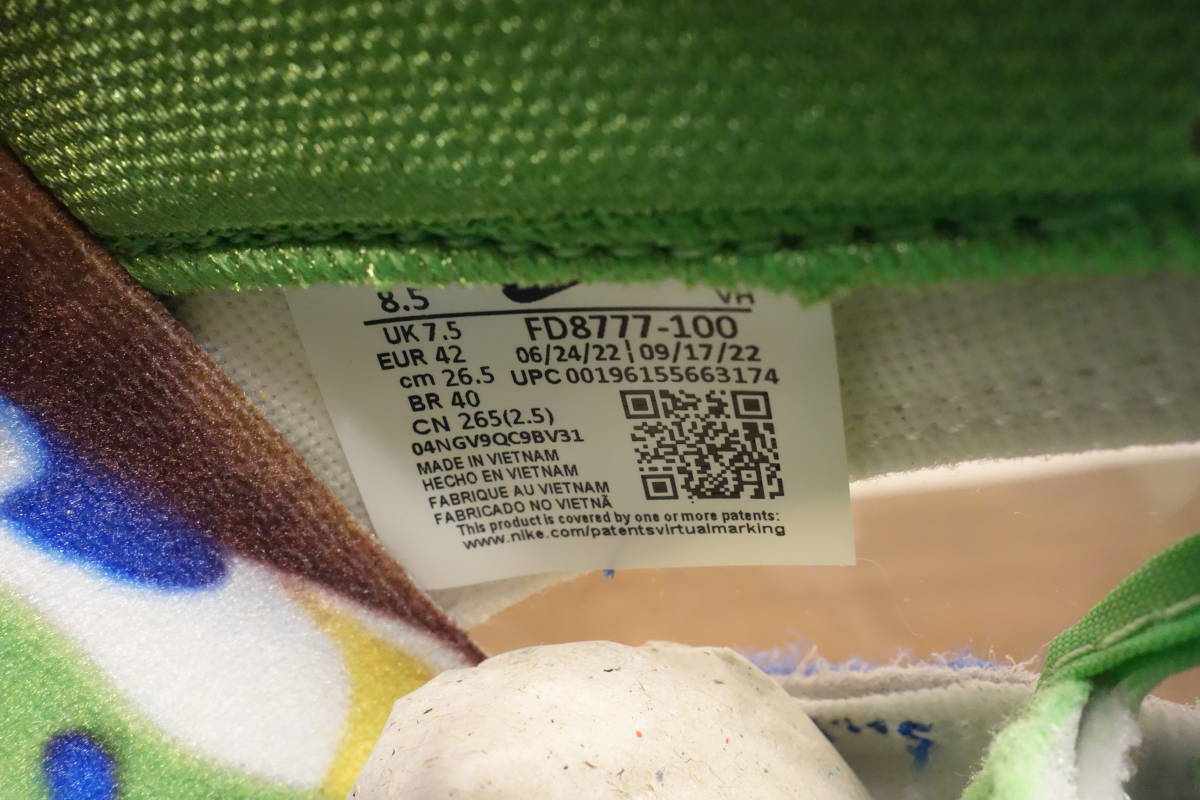 8.5 VH
UK 7.5 FD8777-100
EUR 42 06/24/22 | 09/17/22
cm 26.5 UPC 00196155663174
BR 40
CN 265(2.5)
04NGV9QC9BV31
MADE IN VIETNAM
HECHO EN VIETNAM
FABRIQUE AU VIETNAM
FABRICADO NO VIETNÃ
This product is covered by one or more patents:
www.nike.com/patentsvirtualmarking